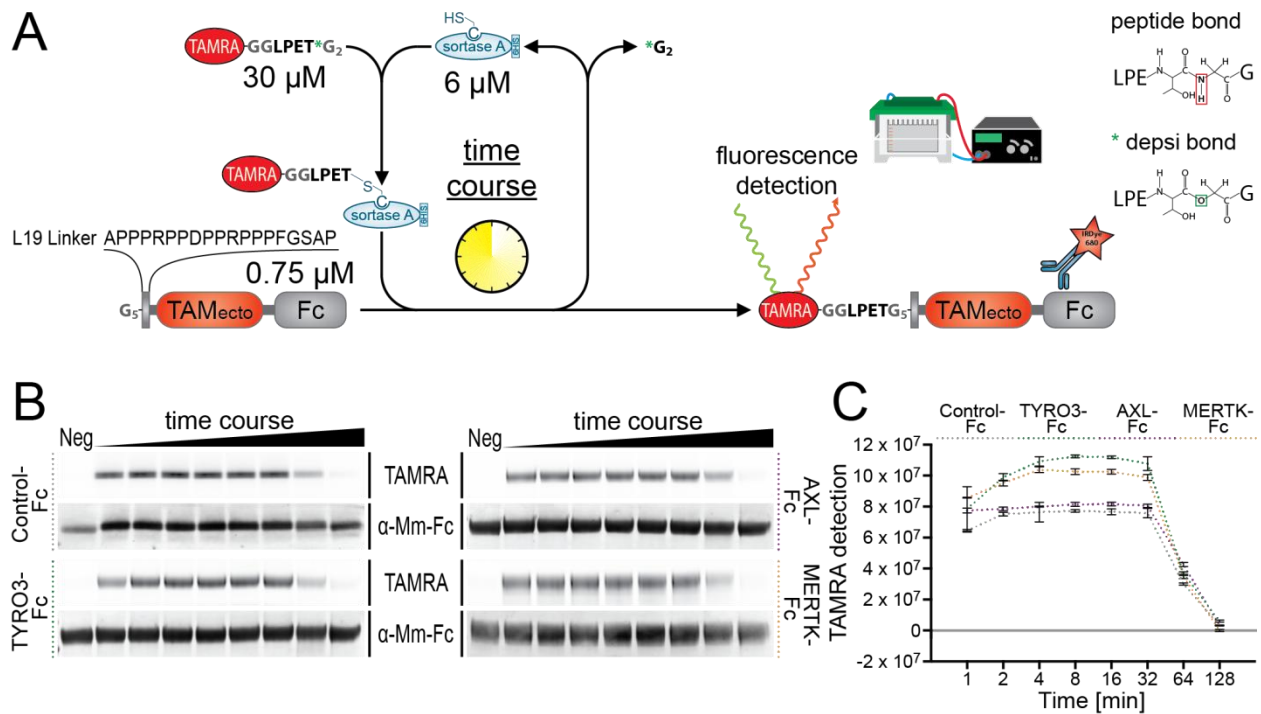 A
TAMRA
-GGLPET*G₂
30 µM
HS
C
sortase A
6HIS
6 µM
*G₂
time
course
TAMRA
-GGLPET
S
C
sortase A
6HIS
L19 Linker APPPRPPDPPRPPPFGSAP
0.75 µM
G₅-
TAMecto
Fc
fluorescence
detection
TAMRA
-GGLPETG₅-
TAMecto
Fc
IRDye
680
peptide bond
LPE
H
N
O
C
OH
N
H
H
H
C
C
O
G
* depsi bond
LPE
H
N
O
C
OH
O
H
H
C
C
O
G
B
Neg
time course
Neg
time course
Control-
Fc
TAMRA
α-Mm-Fc
AXL-
Fc
TYRO3-
Fc
TAMRA
α-Mm-Fc
MERTK-
Fc
C
Control-
Fc
TYRO3-
Fc
AXL-
Fc
MERTK-
Fc
TAMRA detection
12 x 10⁷
10 x 10⁷
8 x 10⁷
6 x 10⁷
4 x 10⁷
2 x 10⁷
0
-2 x 10⁷
1 2 4 8 16 32 64 128
Time [min]